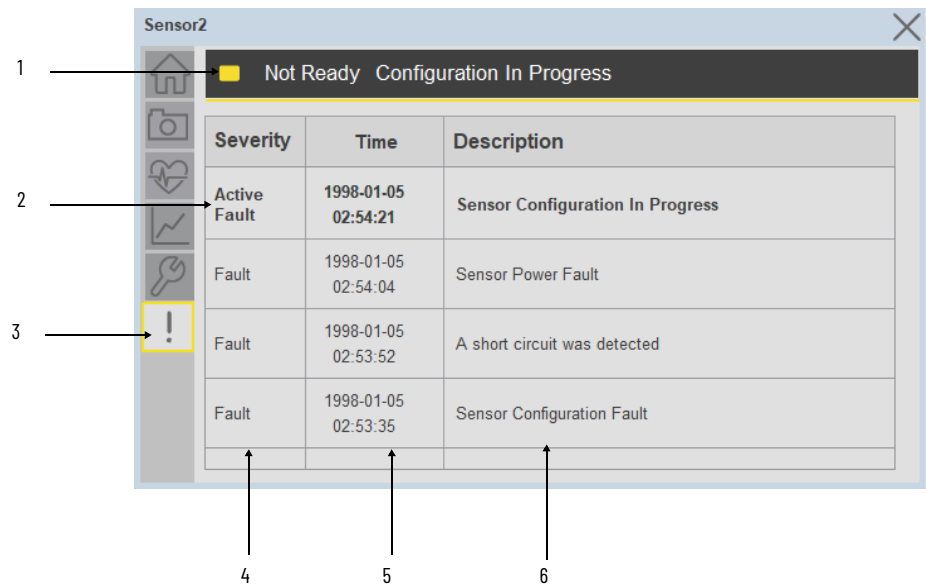 Sensor2
1
Not Ready Configuration In Progress
Severity Time Description
2
Active
Fault
1998-01-05
02:54:21
Sensor Configuration In Progress
Fault
1998-01-05
02:54:04
Sensor Power Fault
3
!
Fault
1998-01-05
02:53:52
A short circuit was detected
Fault
1998-01-05
02:53:35
Sensor Configuration Fault
4 5 6